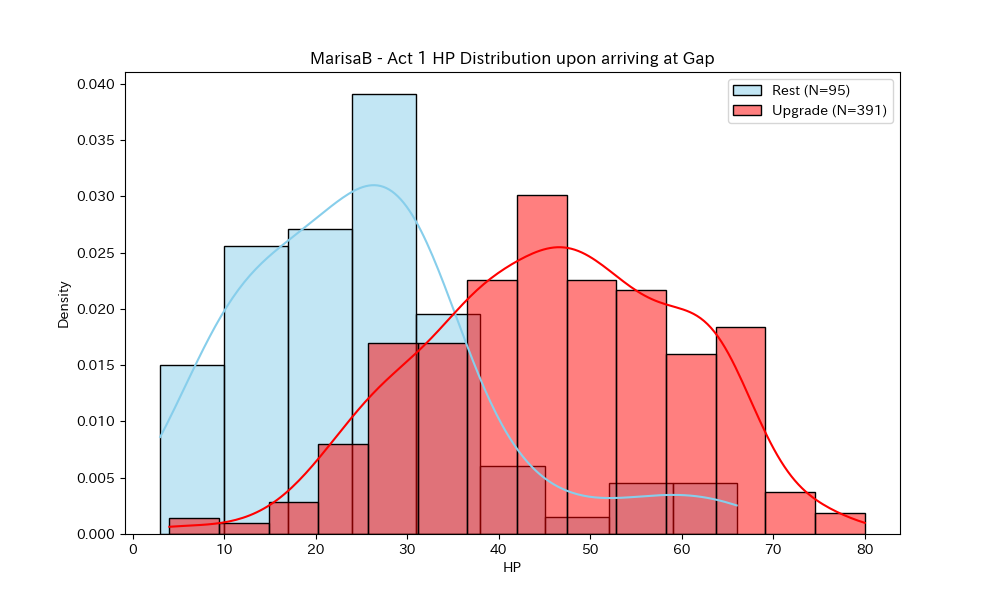 MarisaB - Act 1 HP Distribution upon arriving at Gap
Rest (N=95)
Upgrade (N=391)
0.040
0.035
0.030
0.025
0.020
0.015
0.010
0.005
0.000
Density
0 10 20 30 40 50 60 70 80
HP